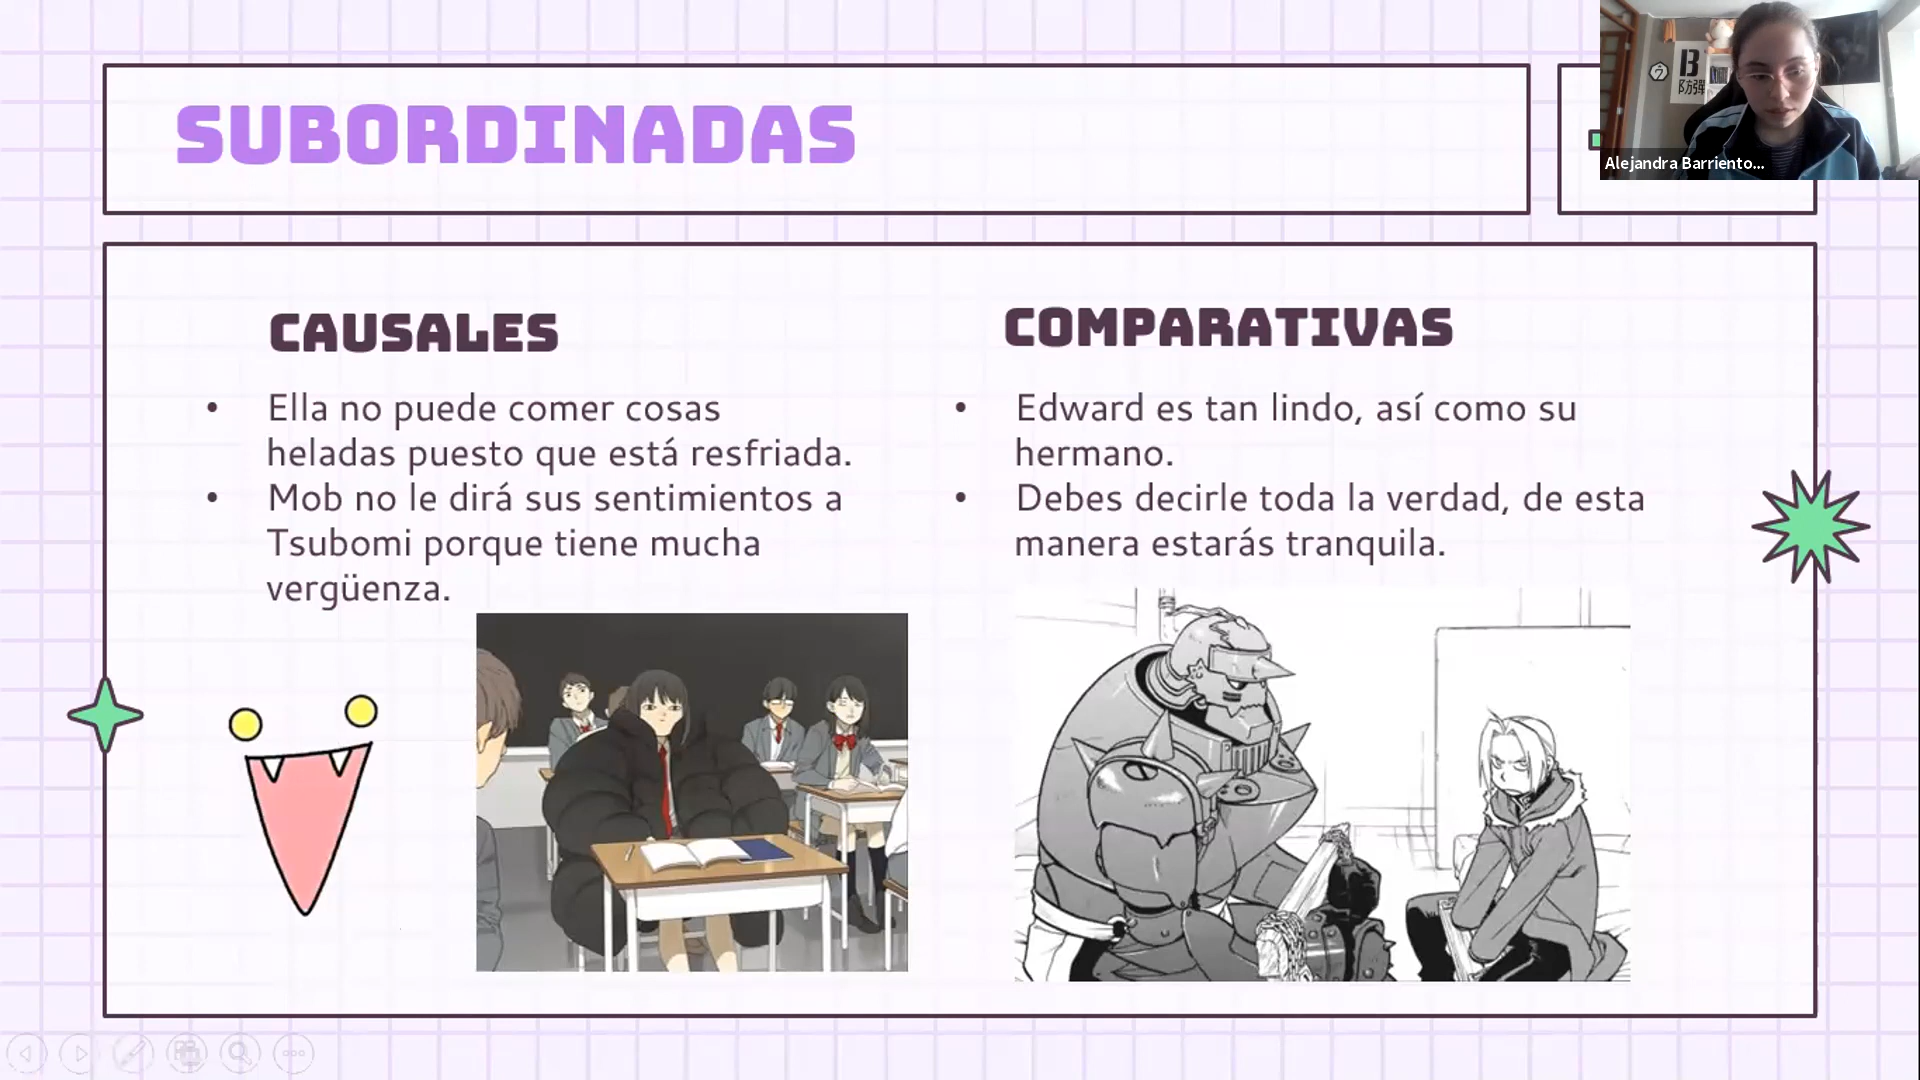 SUBORDINADAS
B
防弾
Alejandra Barriento...
CAUSALES
• Ella no puede comer cosas
heladas puesto que está resfriada.
• Mob no le dirá sus sentimientos a
Tsubomi porque tiene mucha
vergüenza.
COMPARATIVAS
• Edward es tan lindo, así como su
hermano.
• Debes decirle toda la verdad, de esta
manera estarás tranquila.